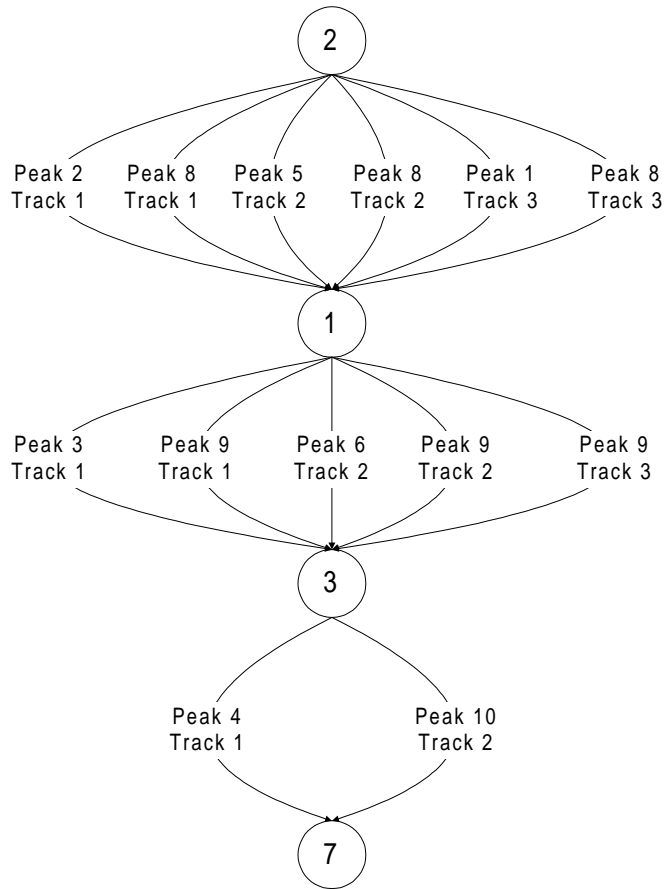 2
Peak 2 Peak 8 Peak 5 Peak 8 Peak 1 Peak 8
Track 1 Track 1 Track 2 Track 2 Track 3 Track 3
1
Peak 3 Peak 9 Peak 6 Peak 9 Peak 9
Track 1 Track 1 Track 2 Track 2 Track 3
3
Peak 4 Peak 10
Track 1 Track 2
7